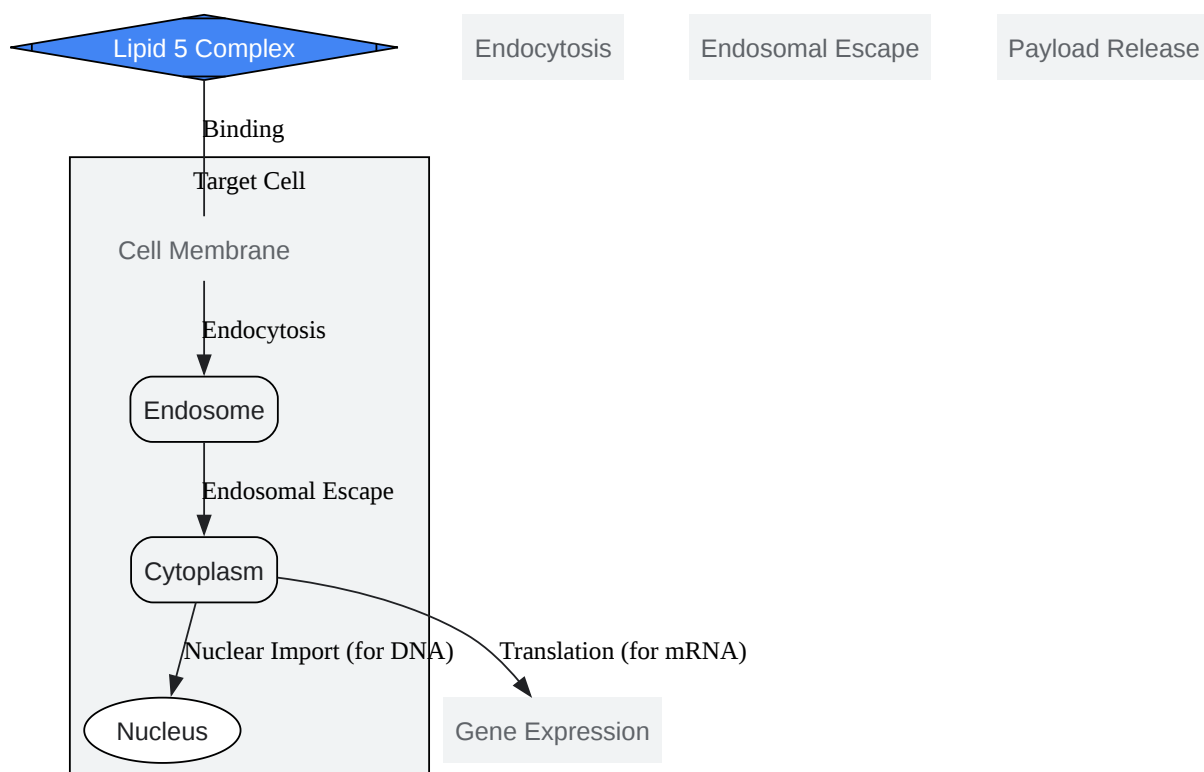 Lipid 5 Complex
Endocytosis
Endosomal Escape
Payload Release
Binding
Target Cell
Cell Membrane
Endocytosis
Endosome
Endosomal Escape
Cytoplasm
Nuclear Import (for DNA)
Translation (for mRNA)
Nucleus
Gene Expression